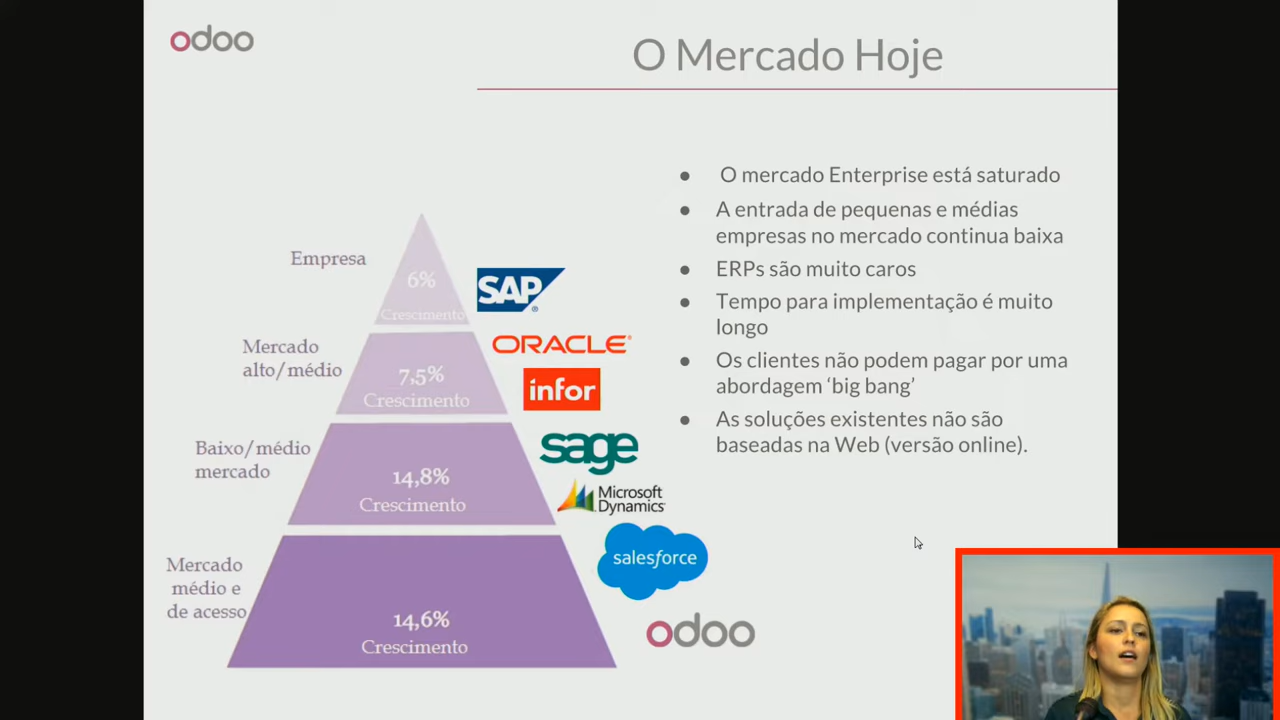 odoo
O Mercado Hoje
Empresa
6%
Crescimento
SAP®
Mercado
alto/médio
7,5%
Crescimento
ORACLE®
infor
Baixo/médio
mercado
14,8%
Crescimento
sage
Microsoft
Dynamics
Mercado
médio e
de acesso
14,6%
Crescimento
salesforce
odoo
● O mercado Enterprise está saturado
● A entrada de pequenas e médias
empresas no mercado continua baixa
● ERPs são muito caros
● Tempo para implementação é muito
longo
● Os clientes não podem pagar por uma
abordagem ‘big bang’
● As soluções existentes não são
baseadas na Web (versão online).